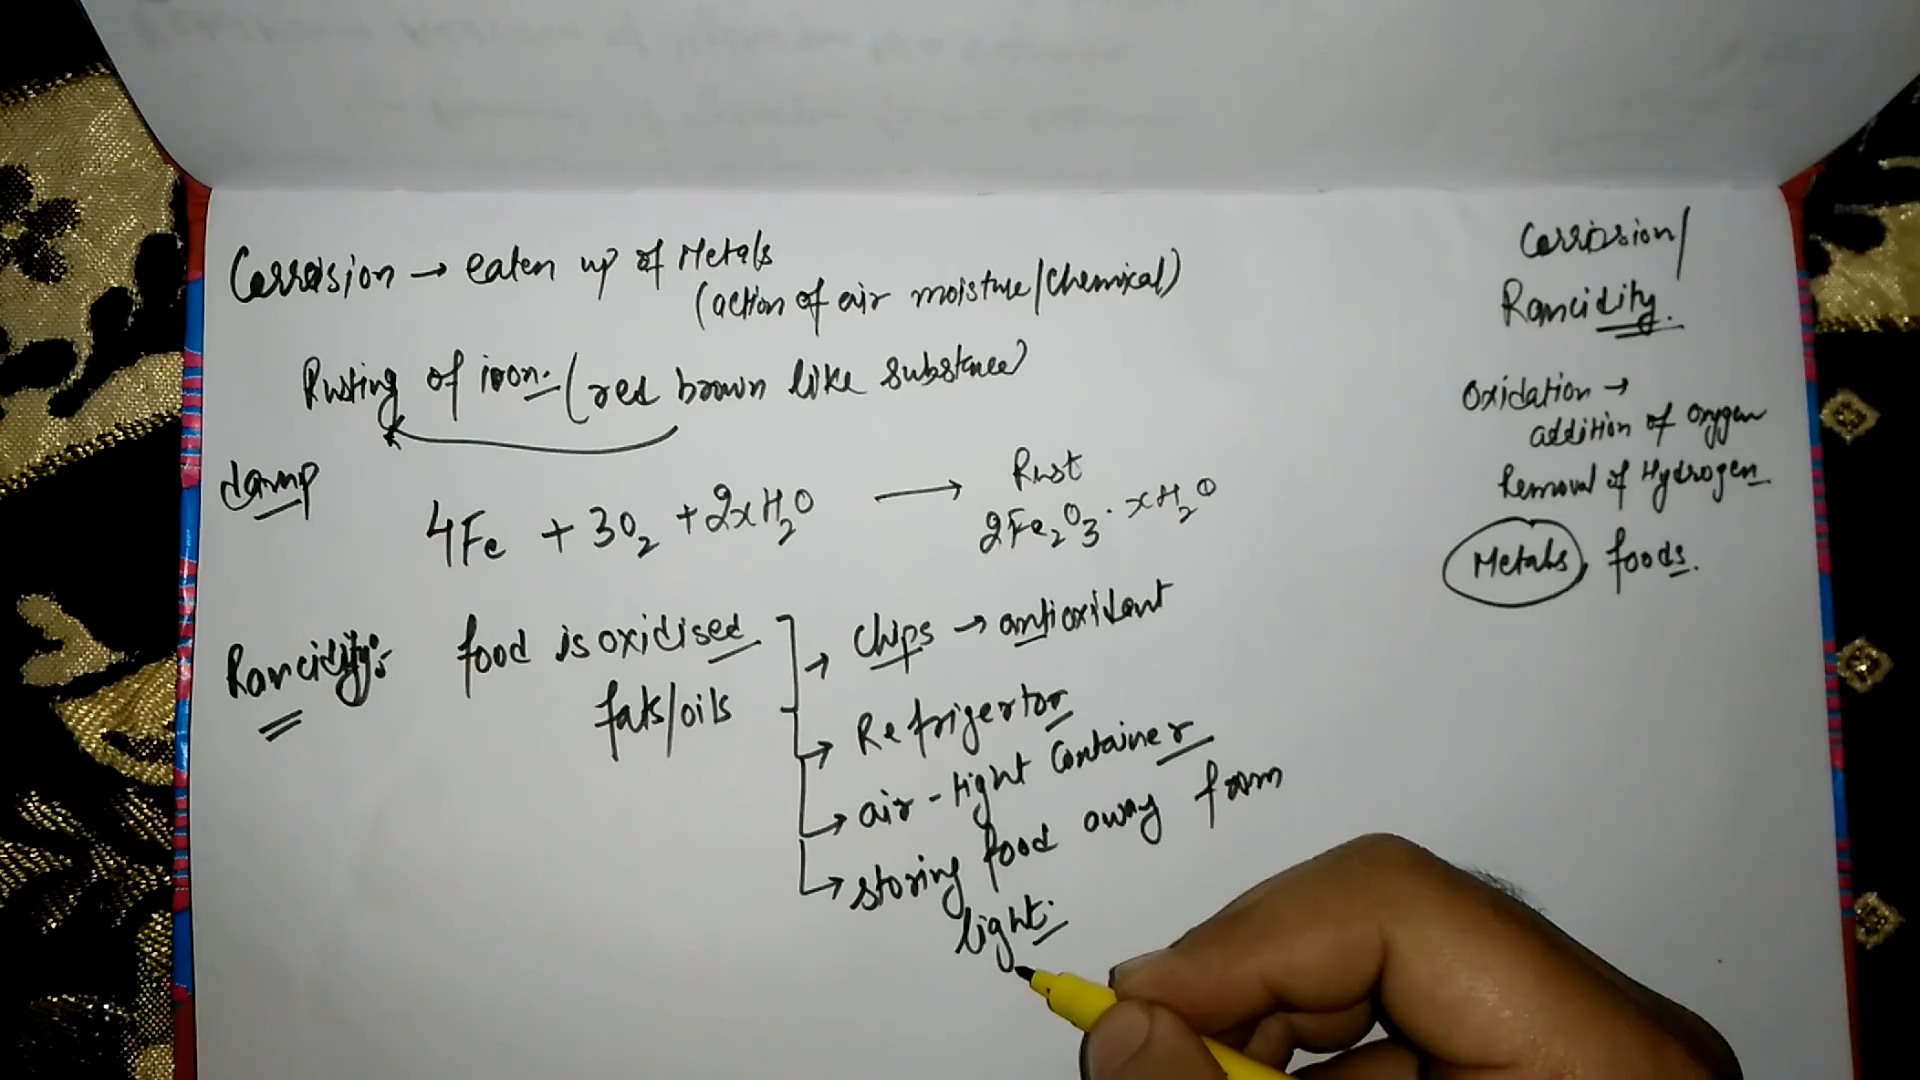 Corrosion → eaten up of Metals
(action of air moisture/Chemical)
Rusting of iron. (red brown like substance)
damp
4Fe + 3O₂ + 2xH₂O → Rust
2Fe₂O₃·xH₂O
Rancidity:- food is oxidised
fats/oils
→ Chips → antioxidant
→ Refrigertor
→ air-tight Container
→ storing food away form
light.
Corrosion/
Rancidity.
Oxidation →
addition of oxygen
Removal of Hydrogen
Metals, foods.